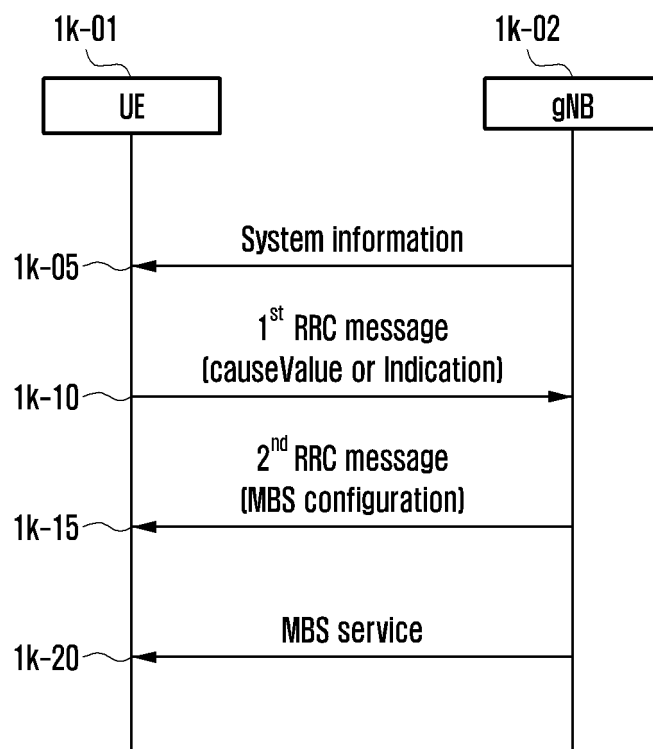 1k-01
1k-02
UE
gNB
System information
1k-05
1st RRC message
(causeValue or Indication)
1k-10
2nd RRC message
(MBS configuration)
1k-15
MBS service
1k-20